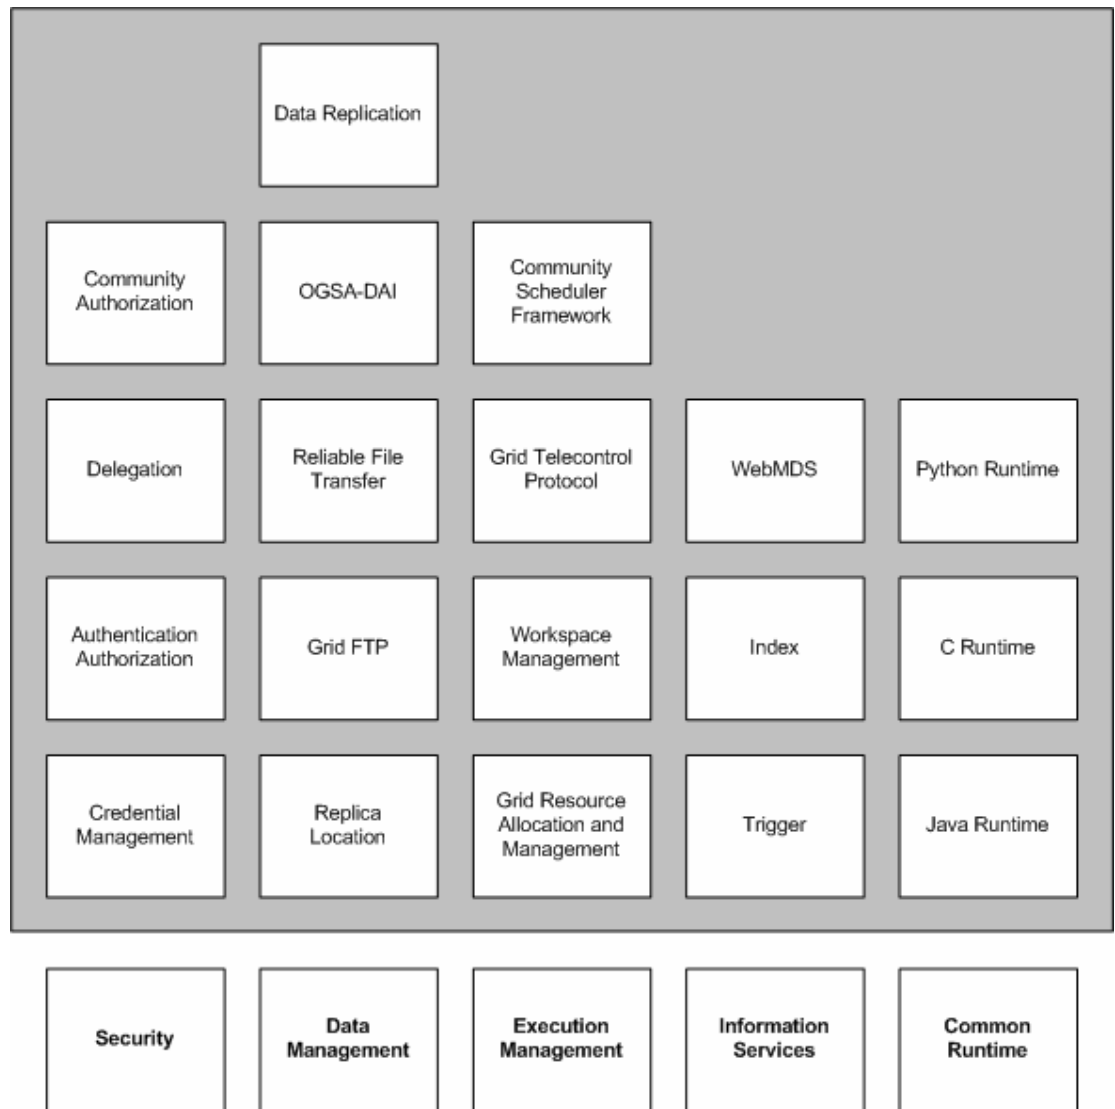 Data Replication
Community
Authorization
OGSA-DAI
Community
Scheduler
Framework
Delegation
Reliable File
Transfer
Grid Telecontrol
Protocol
WebMDS
Python Runtime
Authentication
Authorization
Grid FTP
Workspace
Management
Index
C Runtime
Credential
Management
Replica
Location
Grid Resource
Allocation and
Management
Trigger
Java Runtime
Security
Data
Management
Execution
Management
Information
Services
Common
Runtime